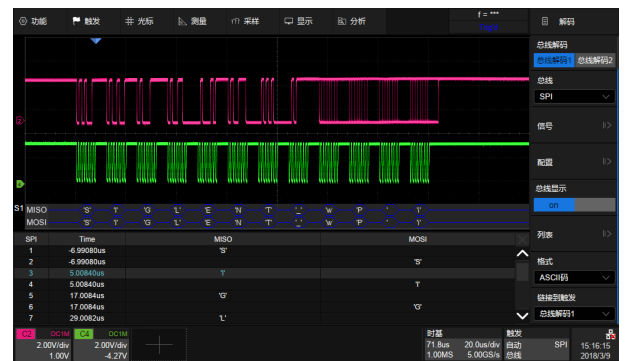 功能 触发 光标 测量 采样 显示 分析 f = *** 解码
总线解码
总线解码1 总线解码2
总线
SPI
信号
配置
总线显示
on
列表
格式
ASCII码
链接到触发
总线解码1
S1 MISO 'S' 'G' 'L' 'E' 'N' 'T' '_' 'w' 'P'
MOSI 'S' 'G' 'L' 'E' 'N' 'T' '_' 'w' 'P'
SPI Time MISO MOSI
1 -6.99080us 'S'
2 -6.99080us 'S'
3 5.00840us
4 5.00840us
5 17.0084us 'G'
6 17.0084us 'G'
7 29.0082us 'L'
C2 DC1M C4 DC1M 时基 触发
2.00V/div 2.00V/div 71.8us 20.0us/div 自动 SPI 15:16:15
1.00V -4.27V 1.00MS 5.00GS/s 总线 2018/3/9